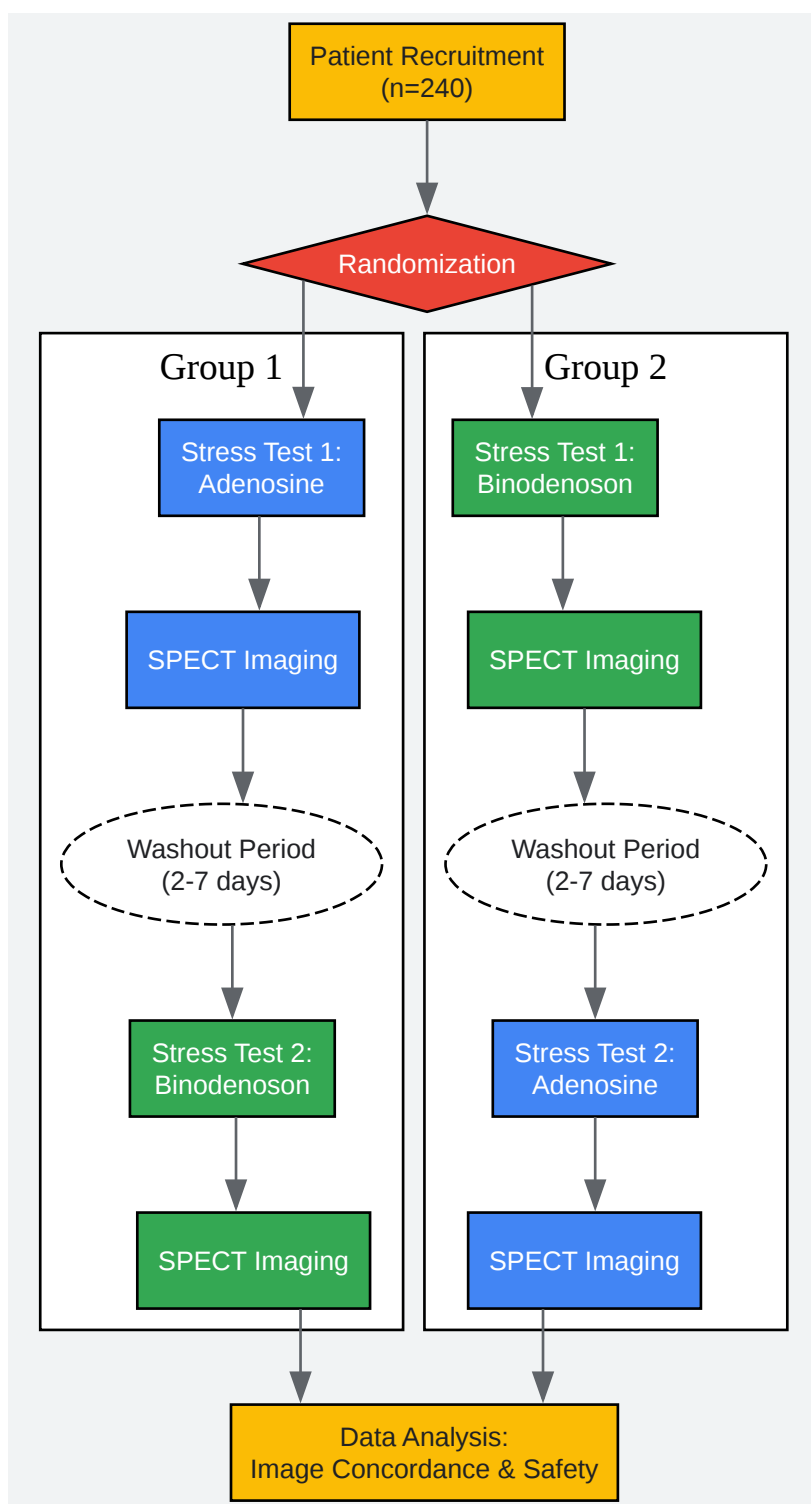 Patient Recruitment
(n=240)
Randomization
Group 1
Stress Test 1:
Adenosine
SPECT Imaging
Washout Period
(2-7 days)
Stress Test 2:
Binodenoson
SPECT Imaging
Group 2
Stress Test 1:
Binodenoson
SPECT Imaging
Washout Period
(2-7 days)
Stress Test 2:
Adenosine
SPECT Imaging
Data Analysis:
Image Concordance & Safety